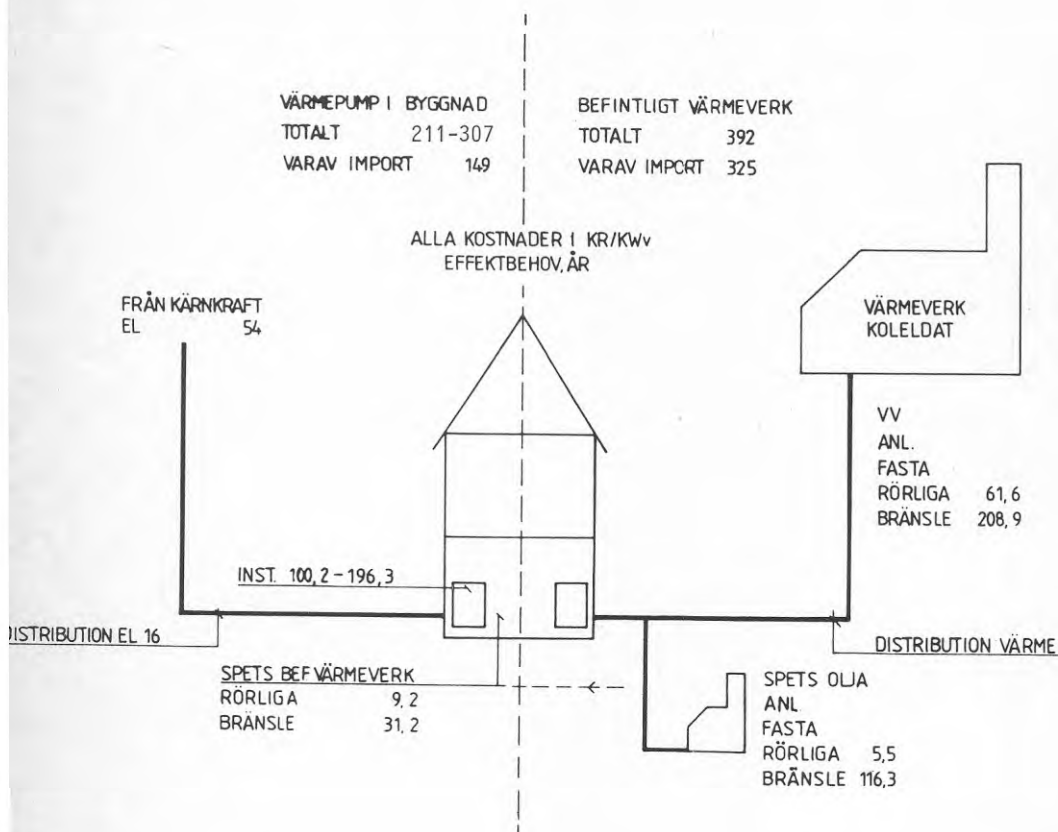 VÄRMEPUMP I BYGGNAD
TOTALT 211-307
VARAV IMPORT 149
BEFINTLIGT VÄRMEVERK
TOTALT 392
VARAV IMPORT 325
ALLA KOSTNADER I KR/KWv
EFFEKTBEHOV, ÅR
FRÅN KÄRNKRAFT
EL 54
VÄRMEVERK
KOLELDAT
VV
ANL.
FASTA
RÖRLIGA 61,6
BRÄNSLE 208,9
INST. 100,2-196,3
DISTRIBUTION EL 16
DISTRIBUTION VÄRME
SPETS BEF VÄRMEVERK
RÖRLIGA 9,2
BRÄNSLE 31,2
SPETS OLJA
ANL
FASTA
RÖRLIGA 5,5
BRÄNSLE 116,3